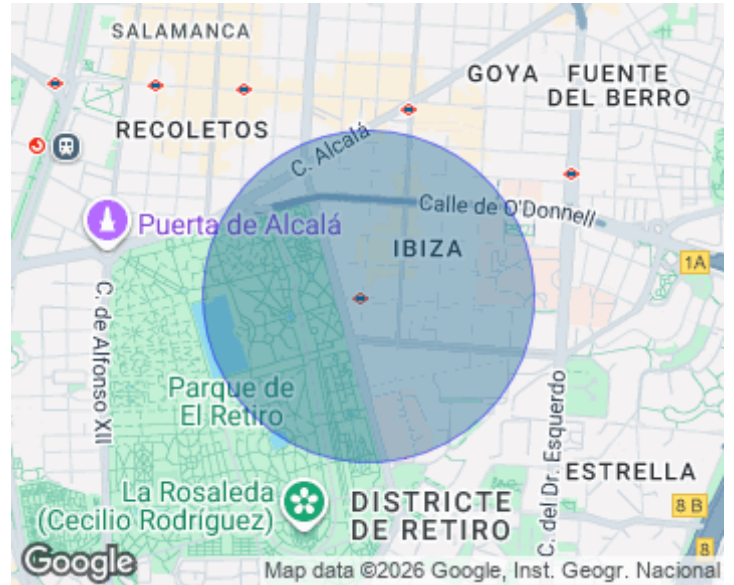 SALAMANCA
GOYA
FUENTE
DEL BERRO
RECOLETOS
C. Alcalá
Calle de O'Donnell
Puerta de Alcalá
IBIZA
1A
C. de Alfonso XII
Parque de
El Retiro
C. del Dr. Esquerdo
ESTRELLA
La Rosaleda
(Cecilio Rodríguez)
DISTRICTE
DE RETIRO
8 B
8
Google
Map data ©2026 Google, Inst. Geogr. Nacional